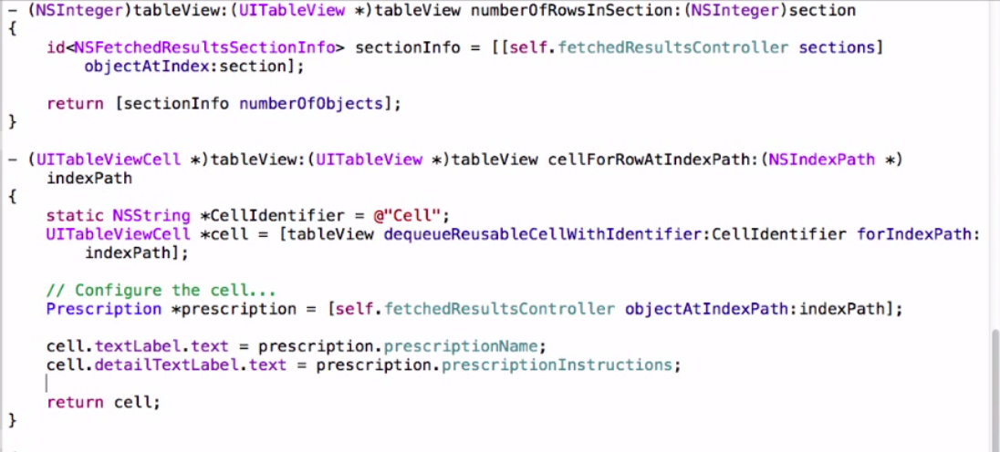 - (NSInteger)tableView:(UITableView *)tableView numberOfRowsInSection:(NSInteger)section
{
    id<NSFetchedResultsSectionInfo> sectionInfo = [[self.fetchedResultsController sections]
        objectAtIndex:section];

    return [sectionInfo numberOfObjects];
}

- (UITableViewCell *)tableView:(UITableView *)tableView cellForRowAtIndexPath:(NSIndexPath *)
    indexPath
{
    static NSString *CellIdentifier = @"Cell";
    UITableViewCell *cell = [tableView dequeueReusableCellWithIdentifier:CellIdentifier forIndexPath:
        indexPath];

    // Configure the cell...
    Prescription *prescription = [self.fetchedResultsController objectAtIndexPath:indexPath];

    cell.textLabel.text = prescription.prescriptionName;
    cell.detailTextLabel.text = prescription.prescriptionInstructions;

    return cell;
}